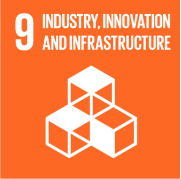 9 INDUSTRY, INNOVATION
AND INFRASTRUCTURE